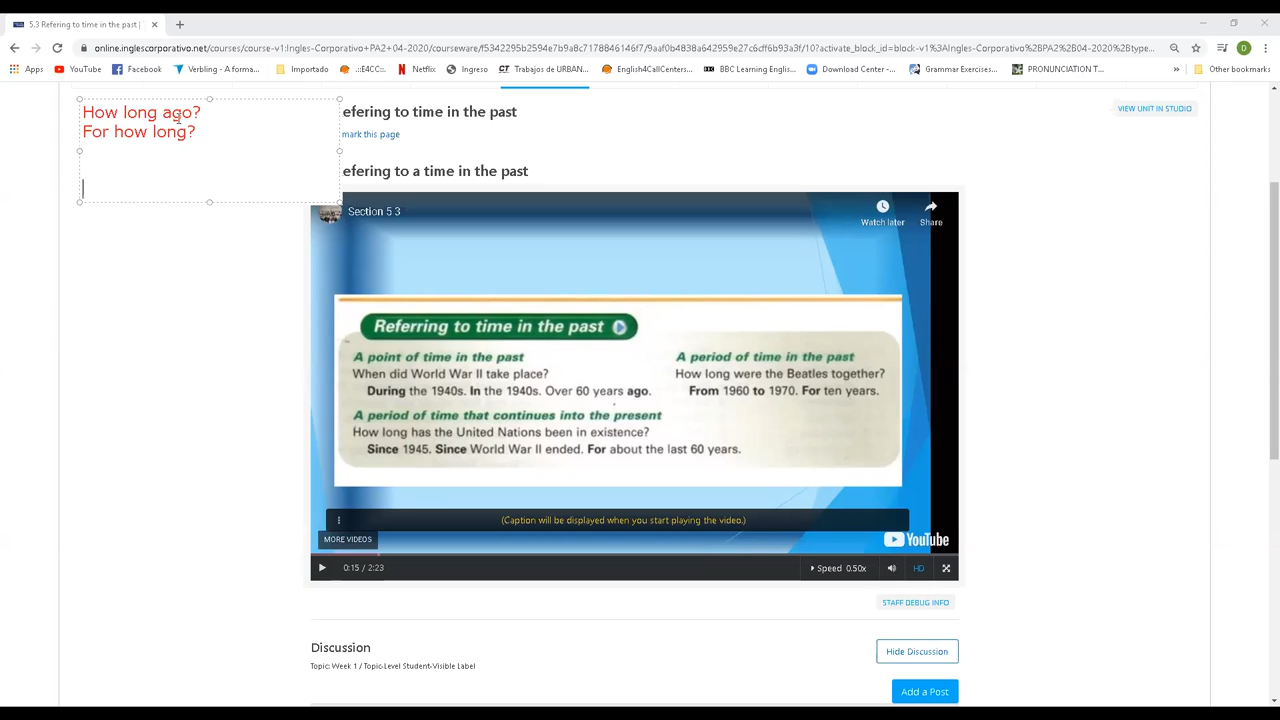 5.3 Refering to time in the past |
online.inglescorporativo.net/courses/course-v1:Ingles-Corporativo+PA2+04-2020/courseware/f5342295b2594e7b9a8c7178846146f7/9aaf0b4838a642959e27c6cf6b93a3f/10?activate_block_id=block-v1%3AIngles-Corporativo%2BPA2%2B04-2020%2Btype...
D
Apps YouTube Facebook Verbling - A forma... Importado .::E4CC::. Netflix Ingreso Trabajos de URBAN... English4CallCenters... BBC Learning English... Download Center -... Grammar Exercises... PRONUNCIATION T... » Other bookmarks
How long ago?
For how long?
efering to time in the past
VIEW UNIT IN STUDIO
mark this page
efering to a time in the past
Section 5 3
Watch later Share
Referring to time in the past
A point of time in the past
When did World War II take place?
During the 1940s. In the 1940s. Over 60 years ago.
A period of time in the past
How long were the Beatles together?
From 1960 to 1970. For ten years.
A period of time that continues into the present
How long has the United Nations been in existence?
Since 1945. Since World War II ended. For about the last 60 years.
(Caption will be displayed when you start playing the video.)
MORE VIDEOS
YouTube
0:15 / 2:23
Speed 0.50x
HD
STAFF DEBUG INFO
Discussion
Hide Discussion
Topic: Week 1 / Topic-Level Student-Visible Label
Add a Post